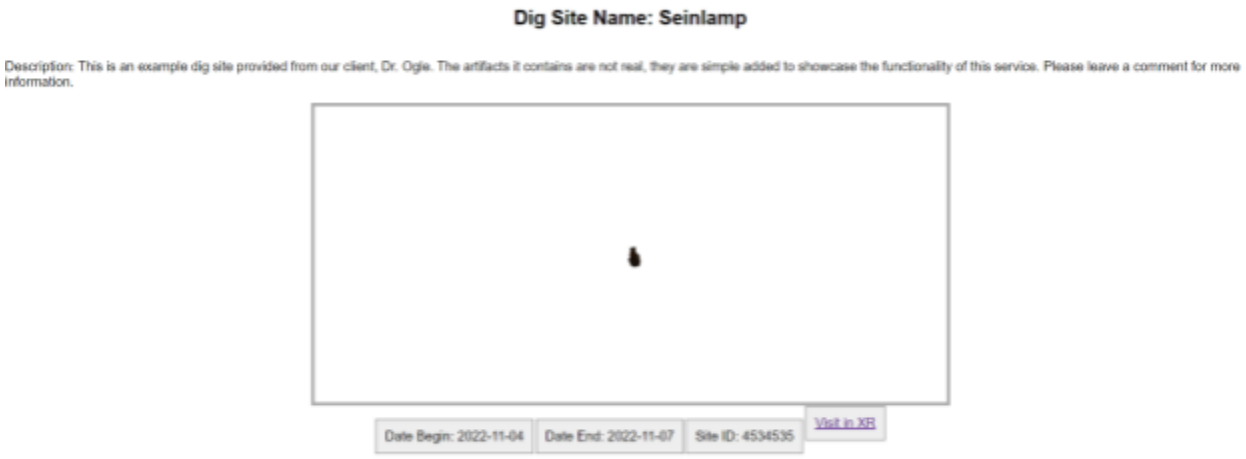 Dig Site Name: Seinlamp
Description: This is an example dig site provided from our client, Dr. Ogle. The artifacts it contains are not real, they are simple added to showcase the functionality of this service. Please leave a comment for more
information.
Date Begin: 2022-11-04 Date End: 2022-11-07 Site ID: 4534535 Visit in XR